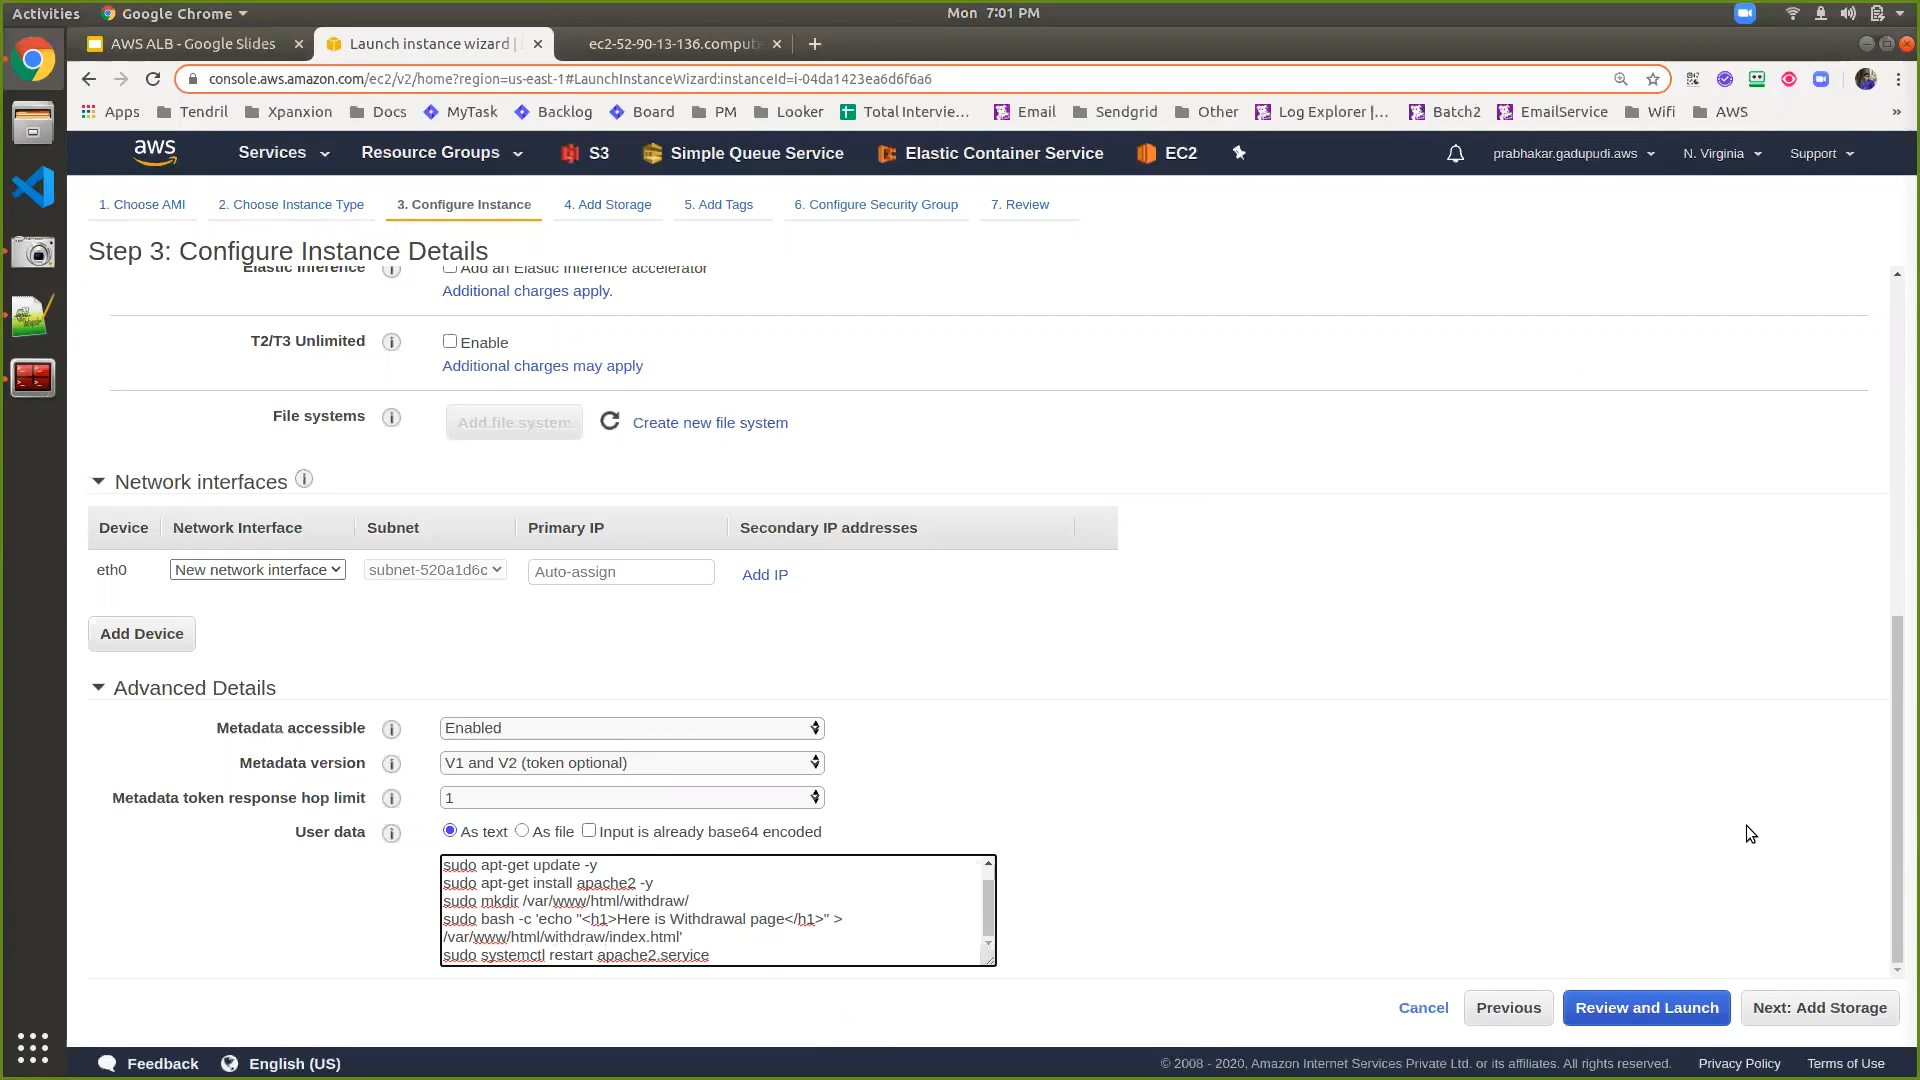 Activities Google Chrome Mon 7:01 PM
AWS ALB - Google Slides × Launch instance wizard | × ec2-52-90-13-136.compute × +
console.aws.amazon.com/ec2/v2/home?region=us-east-1#LaunchInstanceWizard:instanceId=i-04da1423ea6d6f6a6
Apps Tendril Xpanxion Docs MyTask Backlog Board PM Looker Total Intervie... Email Sendgrid Other Log Explorer |... Batch2 EmailService Wifi AWS »
aws Services Resource Groups S3 Simple Queue Service Elastic Container Service EC2 prabhakar.gadupudi.aws N. Virginia Support
1. Choose AMI 2. Choose Instance Type 3. Configure Instance 4. Add Storage 5. Add Tags 6. Configure Security Group 7. Review
Step 3: Configure Instance Details
Elastic Inference i Add an Elastic Inference accelerator
Additional charges apply.
T2/T3 Unlimited i Enable
Additional charges may apply
File systems i Add file system Create new file system
Network interfaces i
Device Network Interface Subnet Primary IP Secondary IP addresses
eth0 New network interface subnet-520a1d6c Auto-assign Add IP
Add Device
Advanced Details
Metadata accessible i Enabled
Metadata version i V1 and V2 (token optional)
Metadata token response hop limit i 1
User data i As text As file Input is already base64 encoded
sudo apt-get update -y
sudo apt-get install apache2 -y
sudo mkdir /var/www/html/withdraw/
sudo bash -c 'echo "<h1>Here is Withdrawal page</h1>" >
/var/www/html/withdraw/index.html'
sudo systemctl restart apache2.service
Cancel Previous Review and Launch Next: Add Storage
Feedback English (US) © 2008 - 2020, Amazon Internet Services Private Ltd. or its affiliates. All rights reserved. Privacy Policy Terms of Use